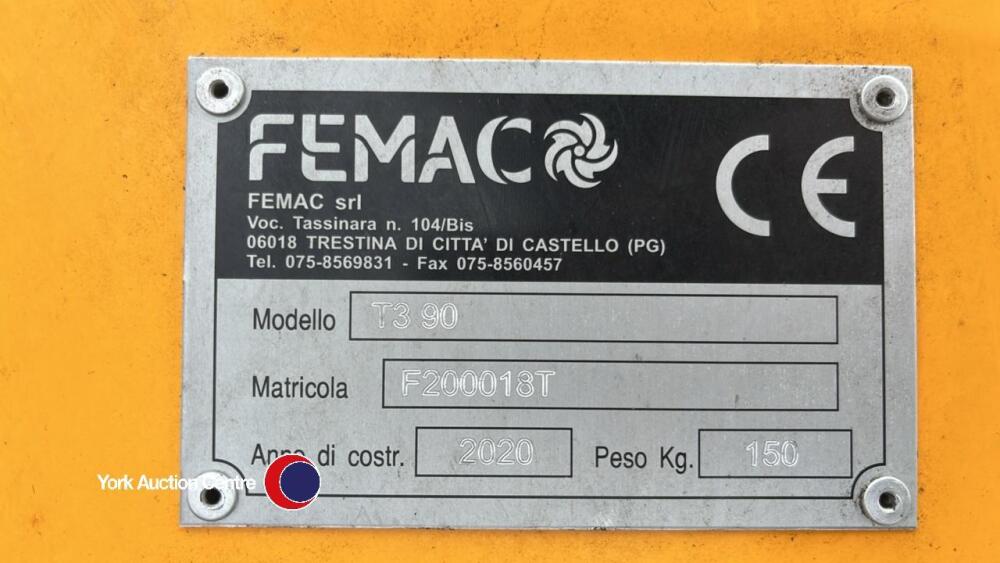 FEMAC
CE
FEMAC srl
Voc. Tassinara n. 104/Bis
06018 TRESTINA DI CITTA' DI CASTELLO (PG)
Tel. 075-8569831 - Fax 075-8560457
Modello T3 90
Matricola F200018T
Anno di costr. 2020 Peso Kg. 150
York Auction Centre